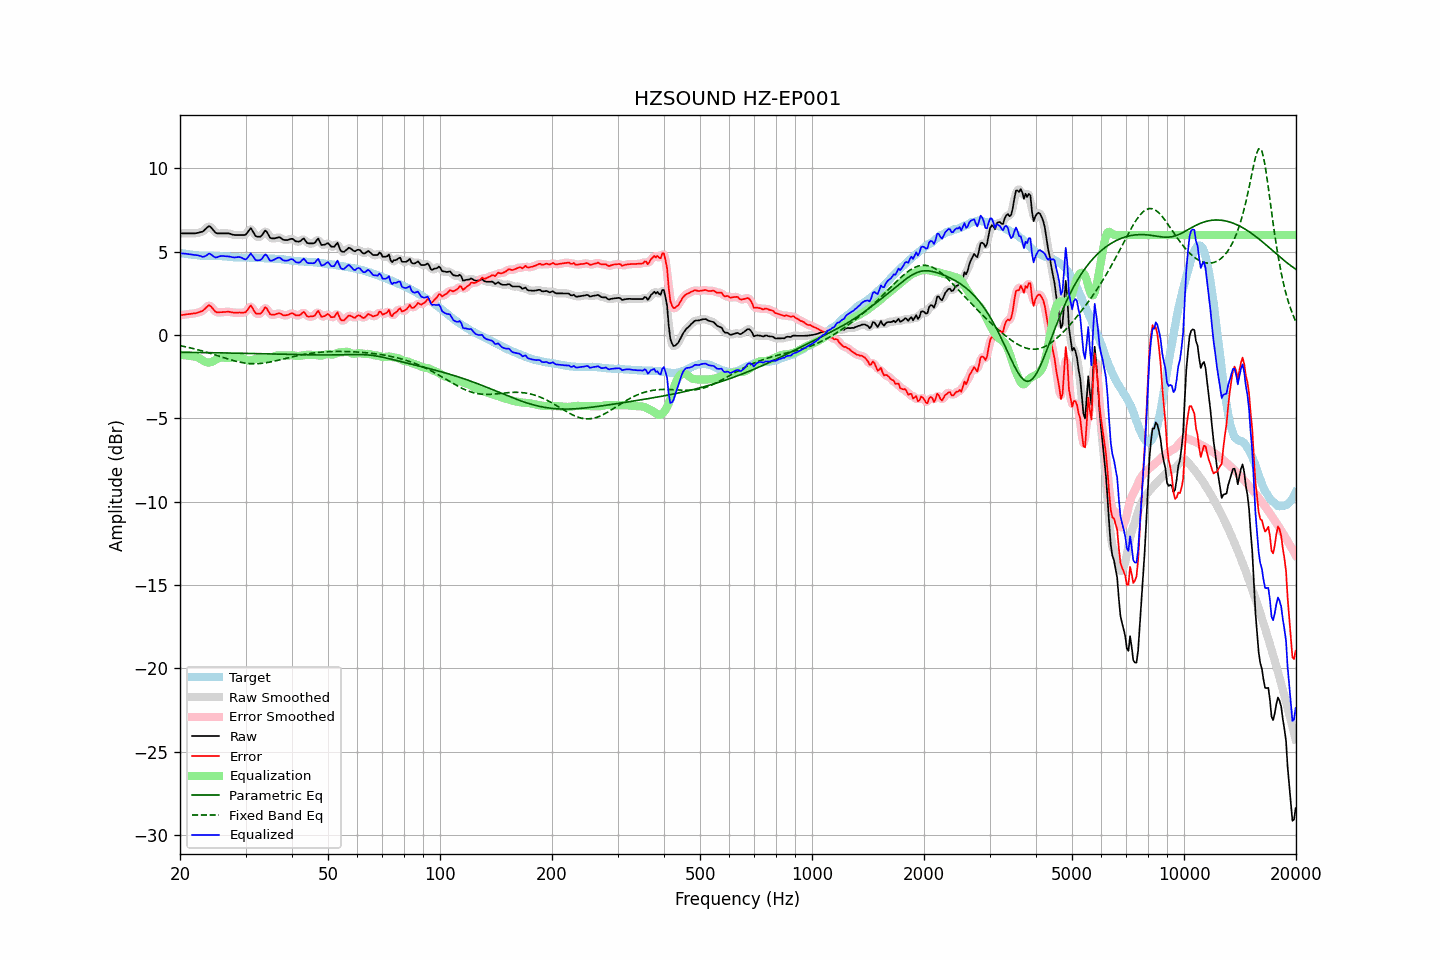 HZSOUND HZ-EP001
Amplitude (dBr)
10
5
0
−5
−10
−15
−20
−25
−30
Target
Raw Smoothed
Error Smoothed
Raw
Error
Equalization
Parametric Eq
Fixed Band Eq
Equalized
20 50 100 200 500 1000 2000 5000 10000 20000
Frequency (Hz)